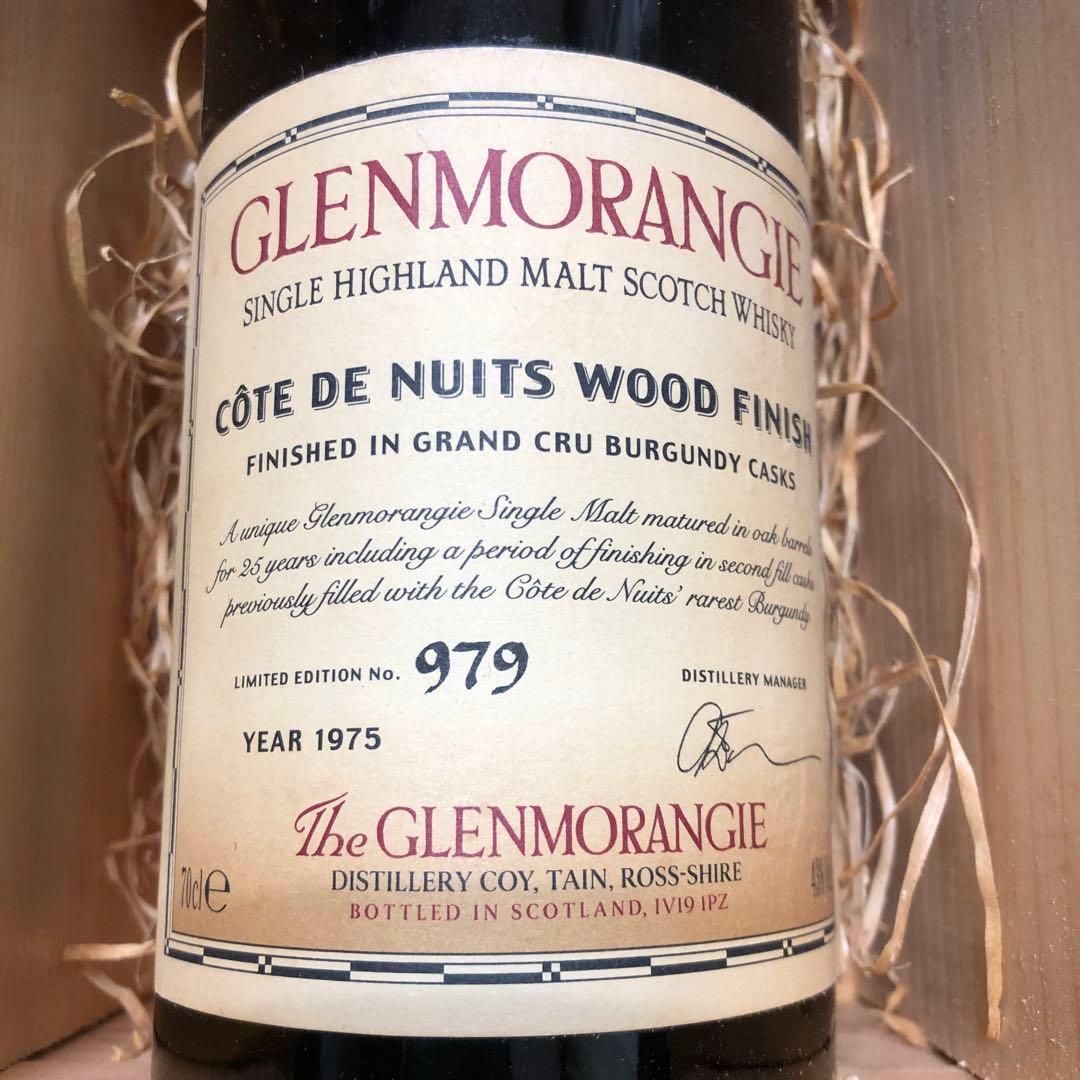 GLENMORANGIE
SINGLE HIGHLAND MALT SCOTCH WHISKY
CÔTE DE NUITS WOOD FINISH
FINISHED IN GRAND CRU BURGUNDY CASKS
A unique Glenmorangie Single Malt matured in oak barrels
for 25 years including a period of finishing in second fill casks
previously filled with the Côte de Nuits' rarest Burgundy
LIMITED EDITION No. 979
DISTILLERY MANAGER
YEAR 1975
The GLENMORANGIE
DISTILLERY COY, TAIN, ROSS-SHIRE
70cl e
BOTTLED IN SCOTLAND, IV19 1PZ